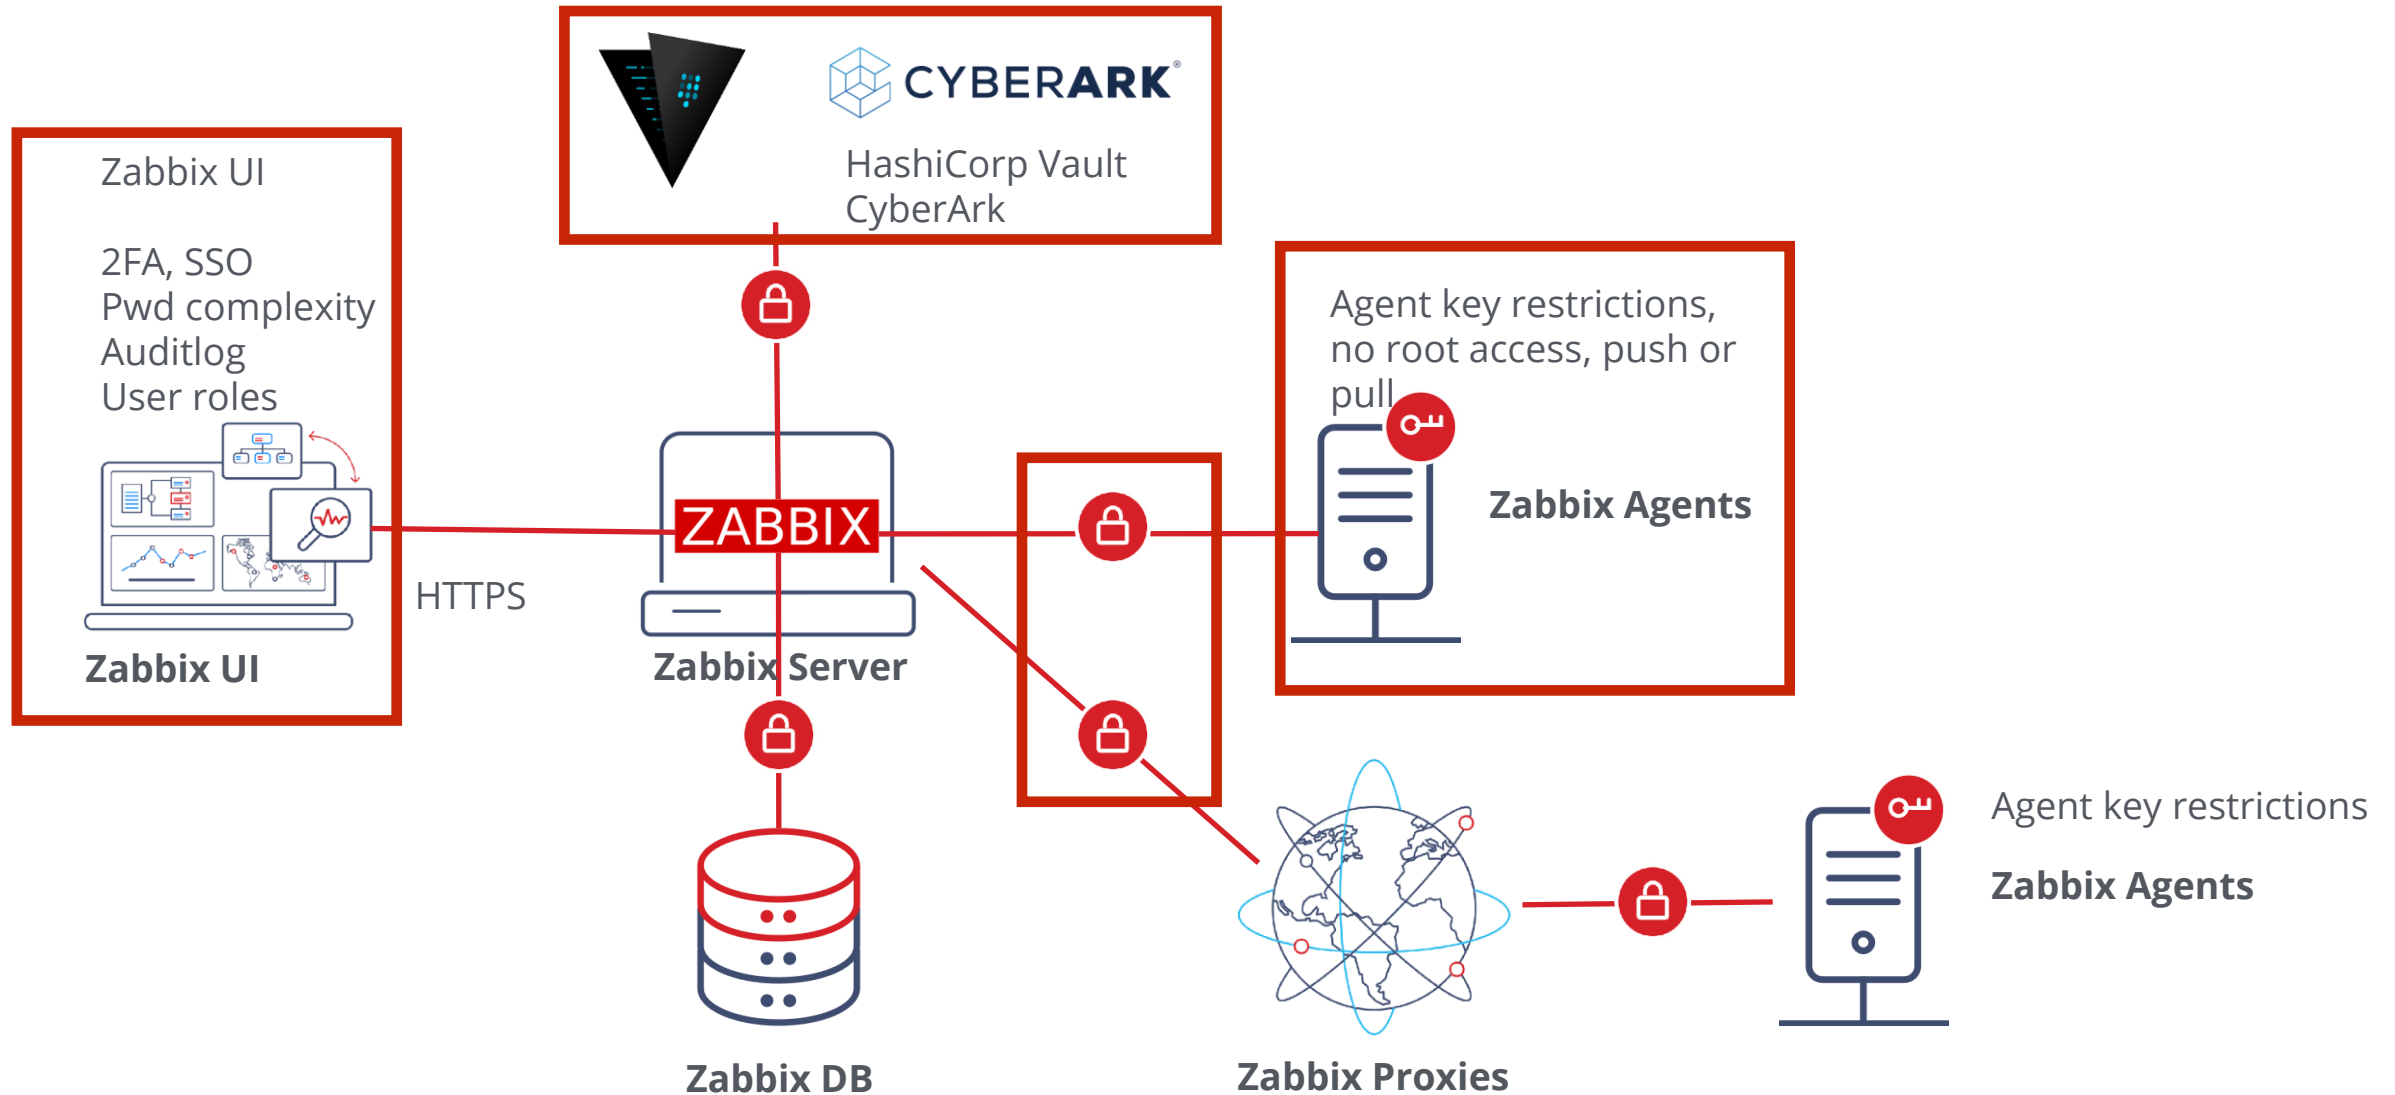 CYBERARK®
HashiCorp Vault
CyberArk
Zabbix UI
2FA, SSO
Pwd complexity
Auditlog
User roles
Zabbix UI
HTTPS
ZABBIX
Zabbix Server
Agent key restrictions,
no root access, push or
pull
Zabbix Agents
Zabbix DB
Zabbix Proxies
Agent key restrictions
Zabbix Agents